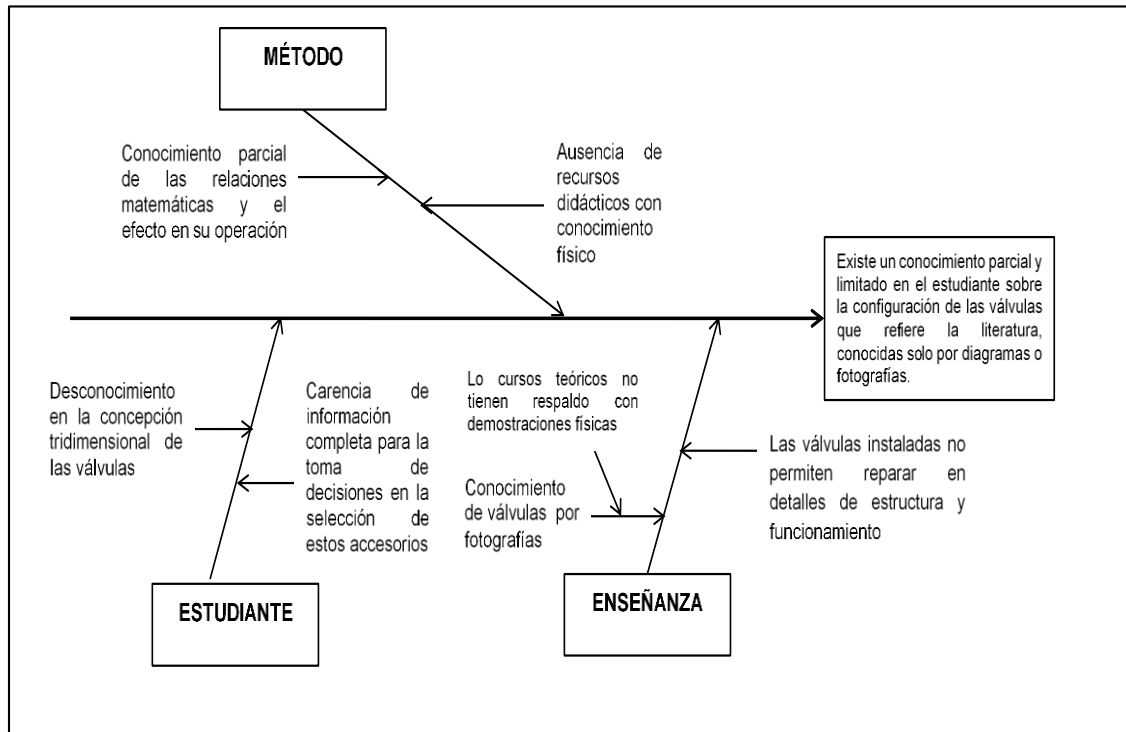 MÉTODO
Conocimiento parcial
de las relaciones
matemáticas y el
efecto en su operación
Ausencia de
recursos
didácticos con
conocimiento
físico
Existe un conocimiento parcial y
limitado en el estudiante sobre
la configuración de las válvulas
que refiere la literatura,
conocidas solo por diagramas o
fotografías.
Desconocimiento
en la concepción
tridimensional de
las válvulas
Carencia de
información
completa para la
toma de
decisiones en la
selección de
estos accesorios
Lo cursos teóricos no
tienen respaldo con
demostraciones físicas
Conocimiento
de válvulas por
fotografías
Las válvulas instaladas no
permiten reparar en
detalles de estructura y
funcionamiento
ESTUDIANTE
ENSEÑANZA